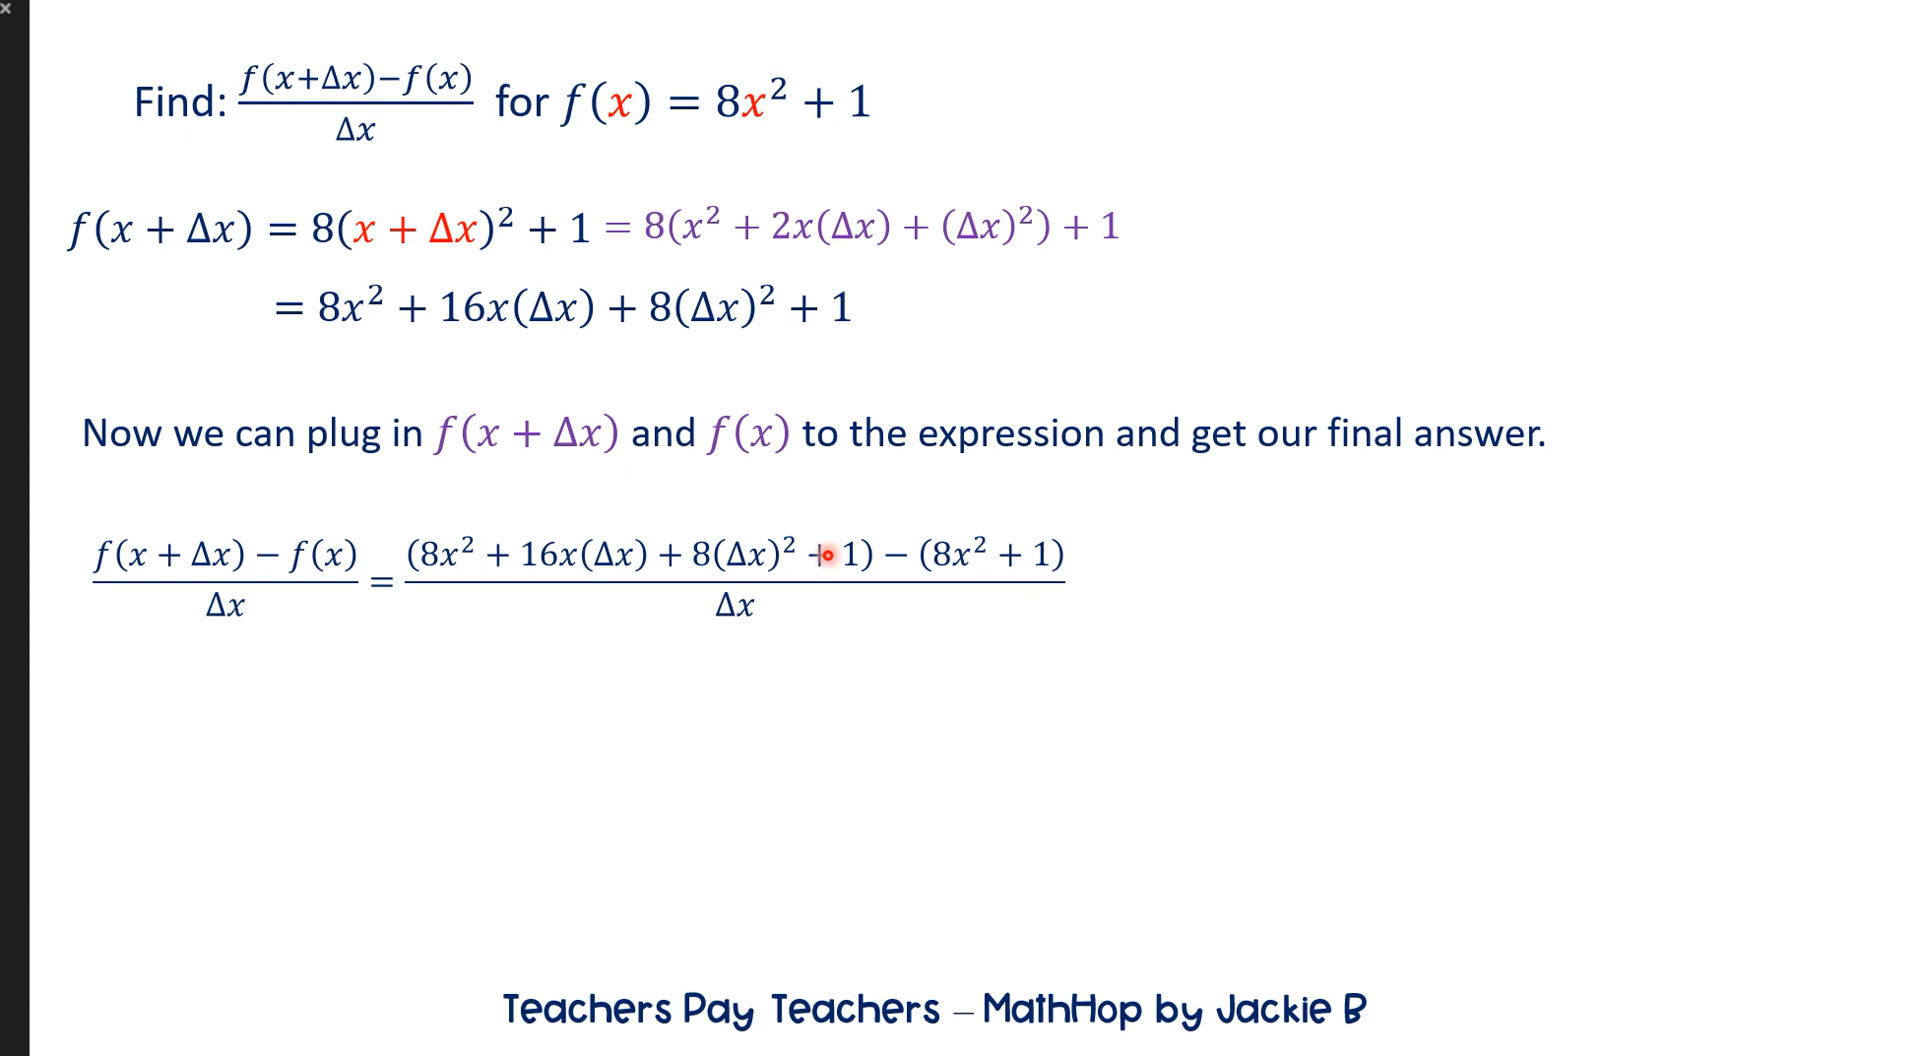 ×
Find: \frac{f(x+Δx)−f(x)}{Δx} for f(x) = 8x² + 1
f(x + Δx) = 8(x + Δx)² + 1 = 8(x² + 2x(Δx) + (Δx)²) + 1
= 8x² + 16x(Δx) + 8(Δx)² + 1
Now we can plug in f(x + Δx) and f(x) to the expression and get our final answer.
\frac{f(x + Δx) − f(x)}{Δx} = \frac{(8x² + 16x(Δx) + 8(Δx)² + 1) − (8x² + 1)}{Δx}
Teachers Pay Teachers – MathHop by Jackie B